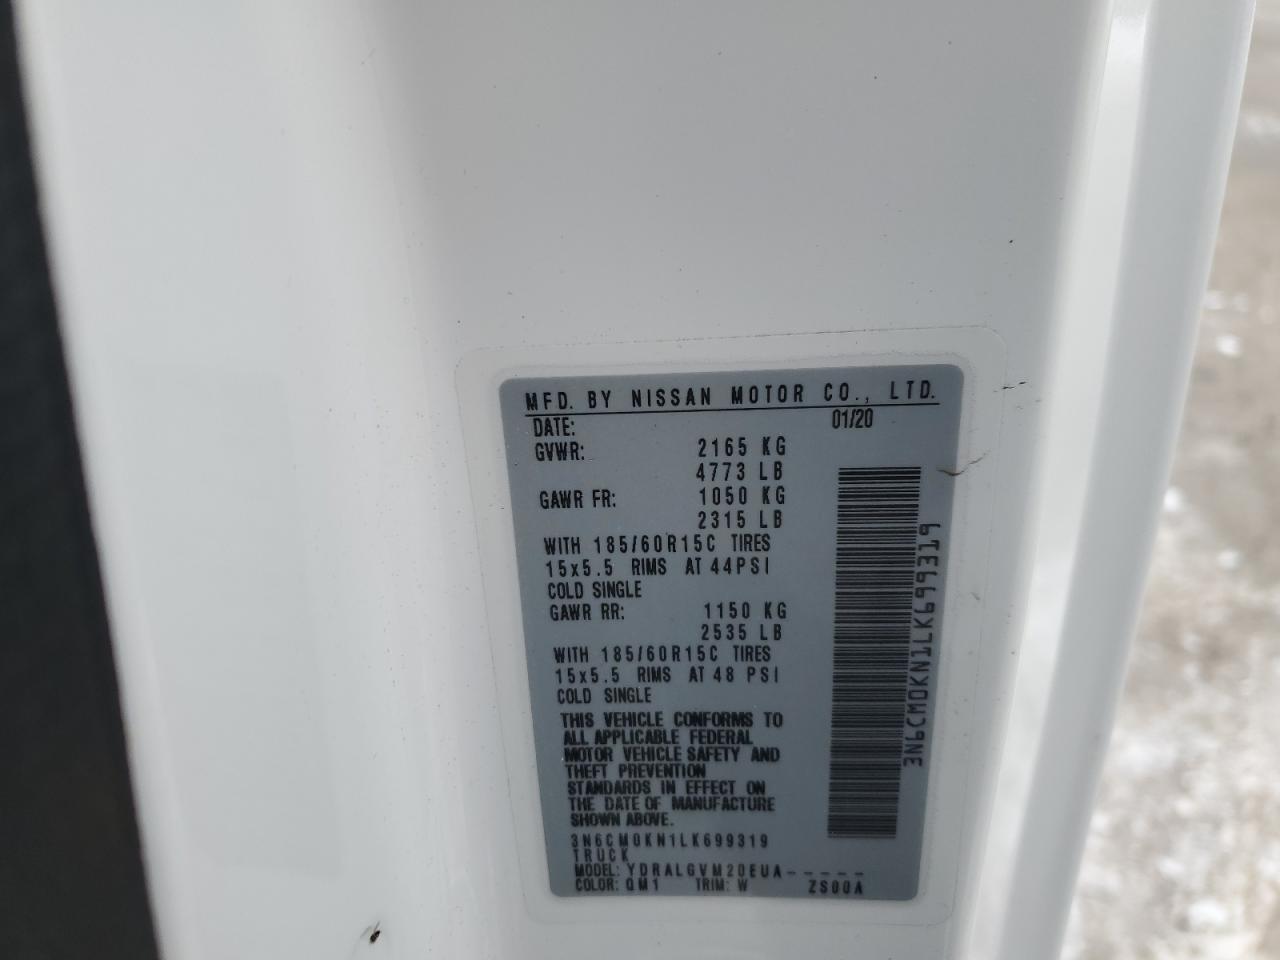 MFD. BY NISSAN MOTOR CO., LTD.
DATE: 01/20
GVWR: 2165 KG
4773 LB
GAWR FR: 1050 KG
2315 LB
WITH 185/60R15C TIRES
15x5.5 RIMS AT 44PSI
COLD SINGLE
GAWR RR: 1150 KG
2535 LB
WITH 185/60R15C TIRES
15x5.5 RIMS AT 48 PSI
COLD SINGLE
THIS VEHICLE CONFORMS TO
ALL APPLICABLE FEDERAL
MOTOR VEHICLE SAFETY AND
THEFT PREVENTION
STANDARDS IN EFFECT ON
THE DATE OF MANUFACTURE
SHOWN ABOVE.
3N6CM0KN1LK699319
TRUCK
MODEL: YDRALGVM20EUA-----
COLOR: QM1 TRIM: W ZS00A
3N6CM0KN1LK699319